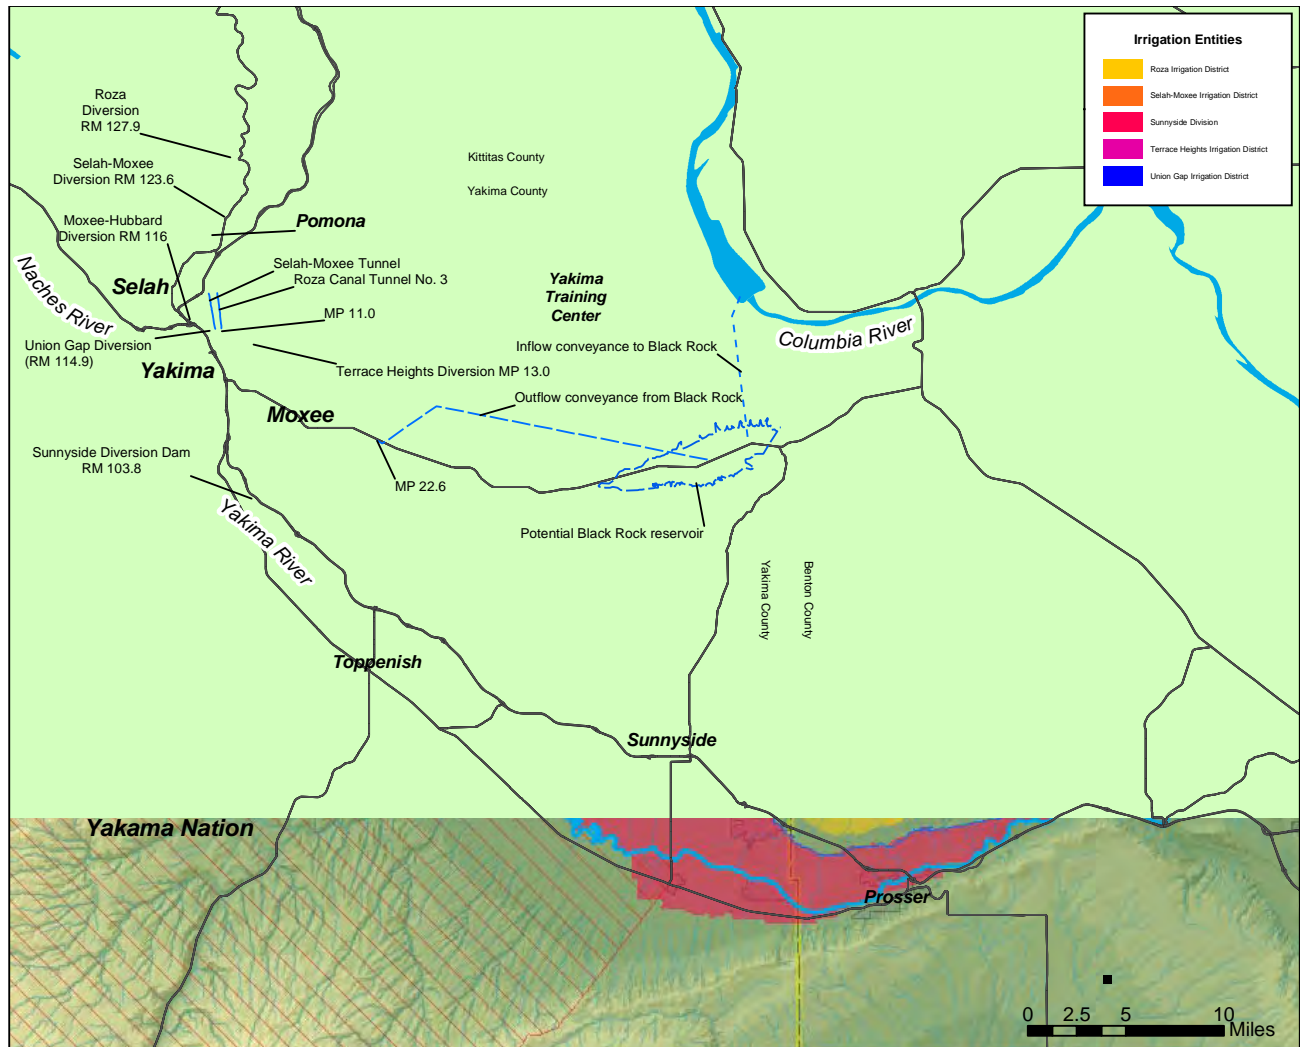 Irrigation Entities
Roza Irrigation District
Selah-Moxee Irrigation District
Sunnyside Division
Terrace Heights Irrigation District
Union Gap Irrigation District
Roza
Diversion
RM 127.9
Selah-Moxee
Diversion RM 123.6
Kittitas County
Yakima County
Moxee-Hubbard
Diversion RM 116
Pomona
Naches River
Selah
Selah-Moxee Tunnel
Roza Canal Tunnel No. 3
Yakima
Training
Center
MP 11.0
Columbia River
Union Gap Diversion
(RM 114.9)
Yakima
Terrace Heights Diversion MP 13.0
Inflow conveyance to Black Rock
Outflow conveyance from Black Rock
Moxee
Sunnyside Diversion Dam
RM 103.8
MP 22.6
Yakima River
Potential Black Rock reservoir
Yakima County
Benton County
Toppenish
Sunnyside
Yakama Nation
Prosser
0 2.5 5 10
Miles